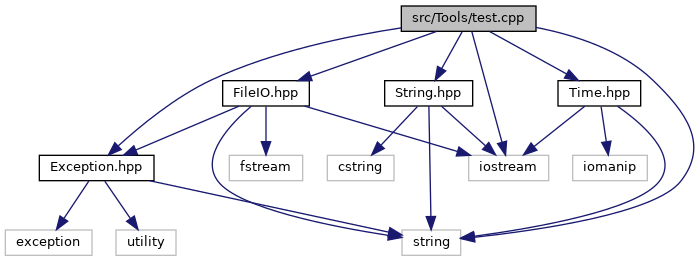 src/Tools/test.cpp
FileIO.hpp
String.hpp
Time.hpp
Exception.hpp
fstream
cstring
iostream
iomanip
exception
utility
string